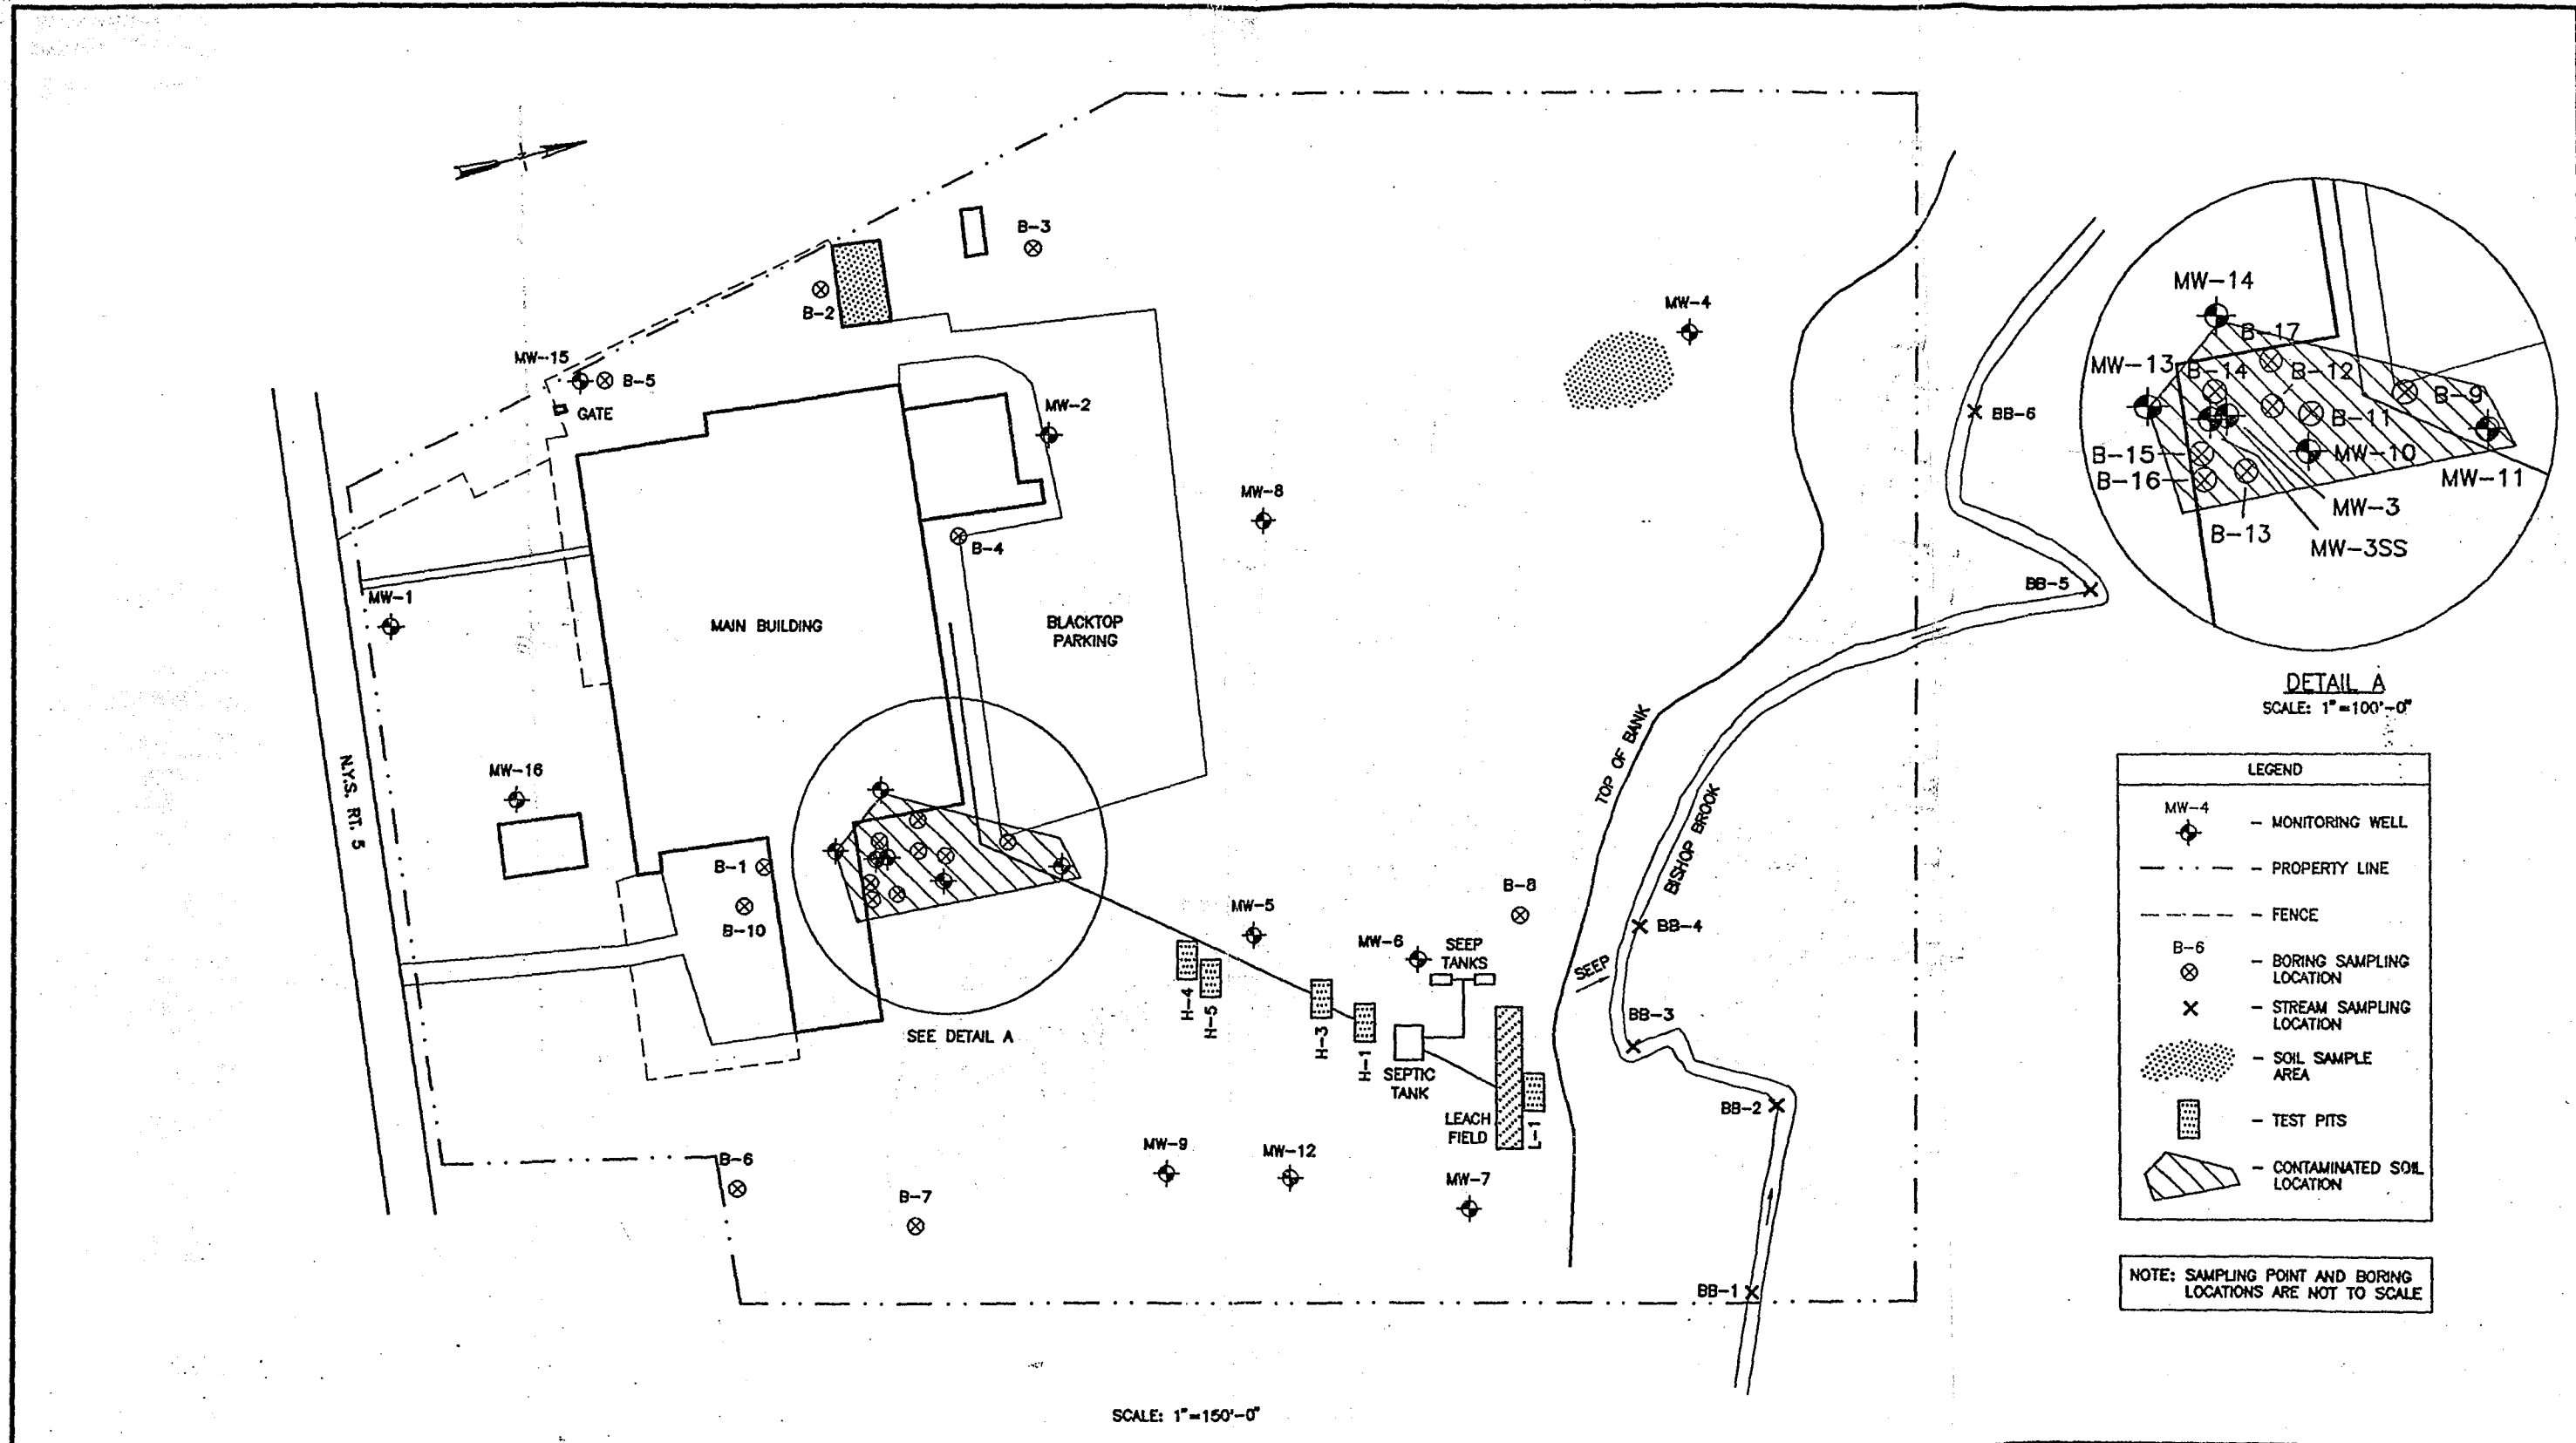 B-3
B-2
MW-4
MW-15
B-5
GATE
MW-2
MW-8
B-4
MW-1
MAIN BUILDING
BLACKTOP
PARKING
BB-6
BB-5
N.Y.S. RT. 5
MW-16
TOP OF BANK
BISHOP BROOK
B-1
B-10
SEE DETAIL A
MW-5
B-8
MW-6
SEEP
TANKS
BB-4
SEEP
H-4
H-5
H-3
H-1
BB-3
SEPTIC
TANK
LEACH
FIELD
L-1
BB-2
B-6
B-7
MW-9
MW-12
MW-7
BB-1
SCALE: 1"=150'-0"
MW-14
B-17
MW-13
B-14
B-12
B-9
B-11
B-15
MW-10
B-16
MW-11
MW-3
B-13
MW-3SS
DETAIL A
SCALE: 1"=100'-0"
LEGEND
MW-4
- MONITORING WELL
- PROPERTY LINE
- FENCE
B-6
- BORING SAMPLING
LOCATION
- STREAM SAMPLING
LOCATION
- SOIL SAMPLE
AREA
- TEST PITS
- CONTAMINATED SOIL
LOCATION
NOTE: SAMPLING POINT AND BORING
LOCATIONS ARE NOT TO SCALE